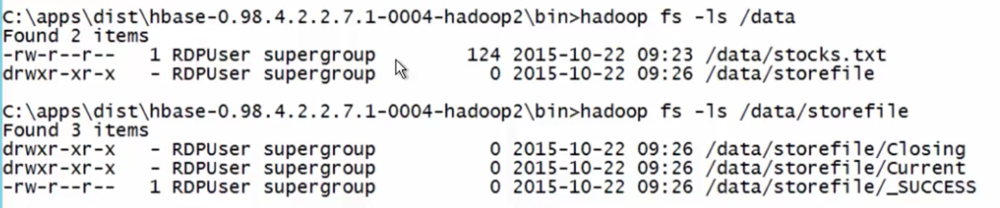 C:\apps\dist\hbase-0.98.4.2.2.7.1-0004-hadoop2\bin>hadoop fs -ls /data
Found 2 items
-rw-r--r--   1 RDPUser supergroup        124 2015-10-22 09:23 /data/stocks.txt
drwxr-xr-x   - RDPUser supergroup          0 2015-10-22 09:26 /data/storefile
C:\apps\dist\hbase-0.98.4.2.2.7.1-0004-hadoop2\bin>hadoop fs -ls /data/storefile
Found 3 items
drwxr-xr-x   - RDPUser supergroup          0 2015-10-22 09:26 /data/storefile/Closing
drwxr-xr-x   - RDPUser supergroup          0 2015-10-22 09:26 /data/storefile/Current
-rw-r--r--   1 RDPUser supergroup          0 2015-10-22 09:26 /data/storefile/_SUCCESS